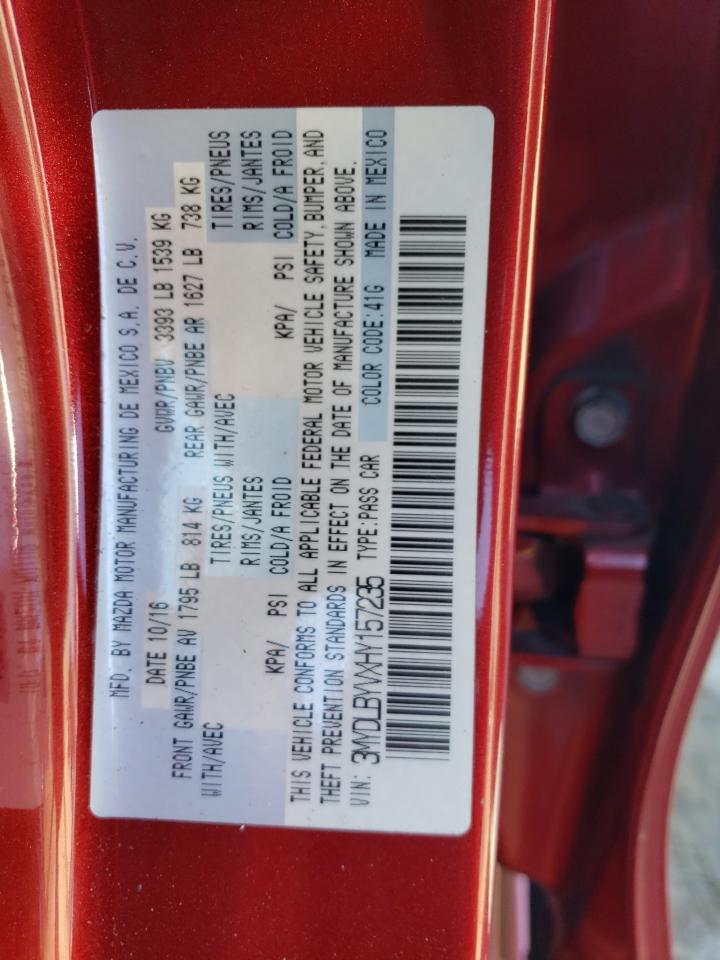 MFD. BY MAZDA MOTOR MANUFACTURING DE MEXICO S.A. DE C.V.
DATE 10/16 GVWR/PNBV 3393 LB 1539 KG
FRONT GAWR/PNBE AV 1795 LB 814 KG REAR GAWR/PNBE AR 1627 LB 738 KG
WITH/AVEC TIRES/PNEUS WITH/AVEC TIRES/PNEUS
RIMS/JANTES RIMS/JANTES
KPA/ PSI COLD/A FROID KPA/ PSI COLD/A FROID
THIS VEHICLE CONFORMS TO ALL APPLICABLE FEDERAL MOTOR VEHICLE SAFETY, BUMPER, AND
THEFT PREVENTION STANDARDS IN EFFECT ON THE DATE OF MANUFACTURE SHOWN ABOVE.
VIN: 3MYDLBYVXHY157235 TYPE:PASS CAR COLOR CODE:41G MADE IN MEXICO